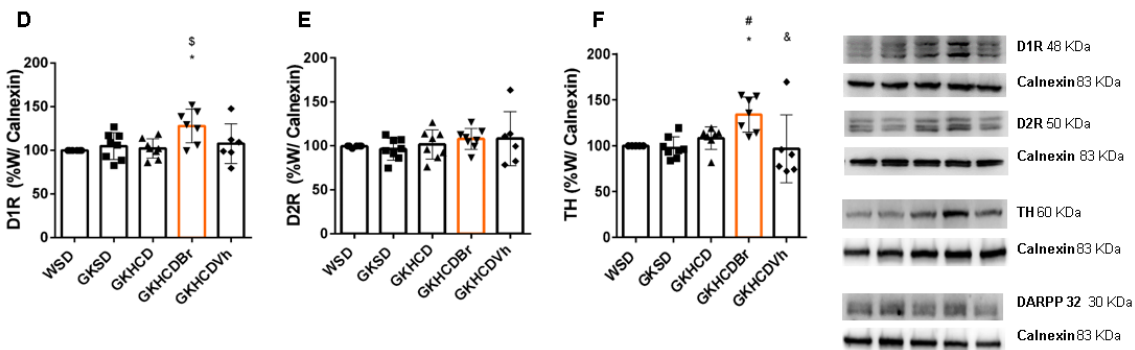 D
D1R (%W/ Calnexin)
200
150
100
50
0
$
*
WSD
GKSD
GKHCD
GKHCDBr
GKHCDVh
E
D2R (%W/ Calnexin)
200
150
100
50
0
WSD
GKSD
GKHCD
GKHCDBr
GKHCDVh
F
TH (%W/ Calnexin)
200
150
100
50
0
#
*
&
WSD
GKSD
GKHCD
GKHCDBr
GKHCDVh
D1R 48 KDa
Calnexin 83 KDa
D2R 50 KDa
Calnexin 83 KDa
TH 60 KDa
Calnexin 83 KDa
DARPP 32 30 KDa
Calnexin 83 KDa